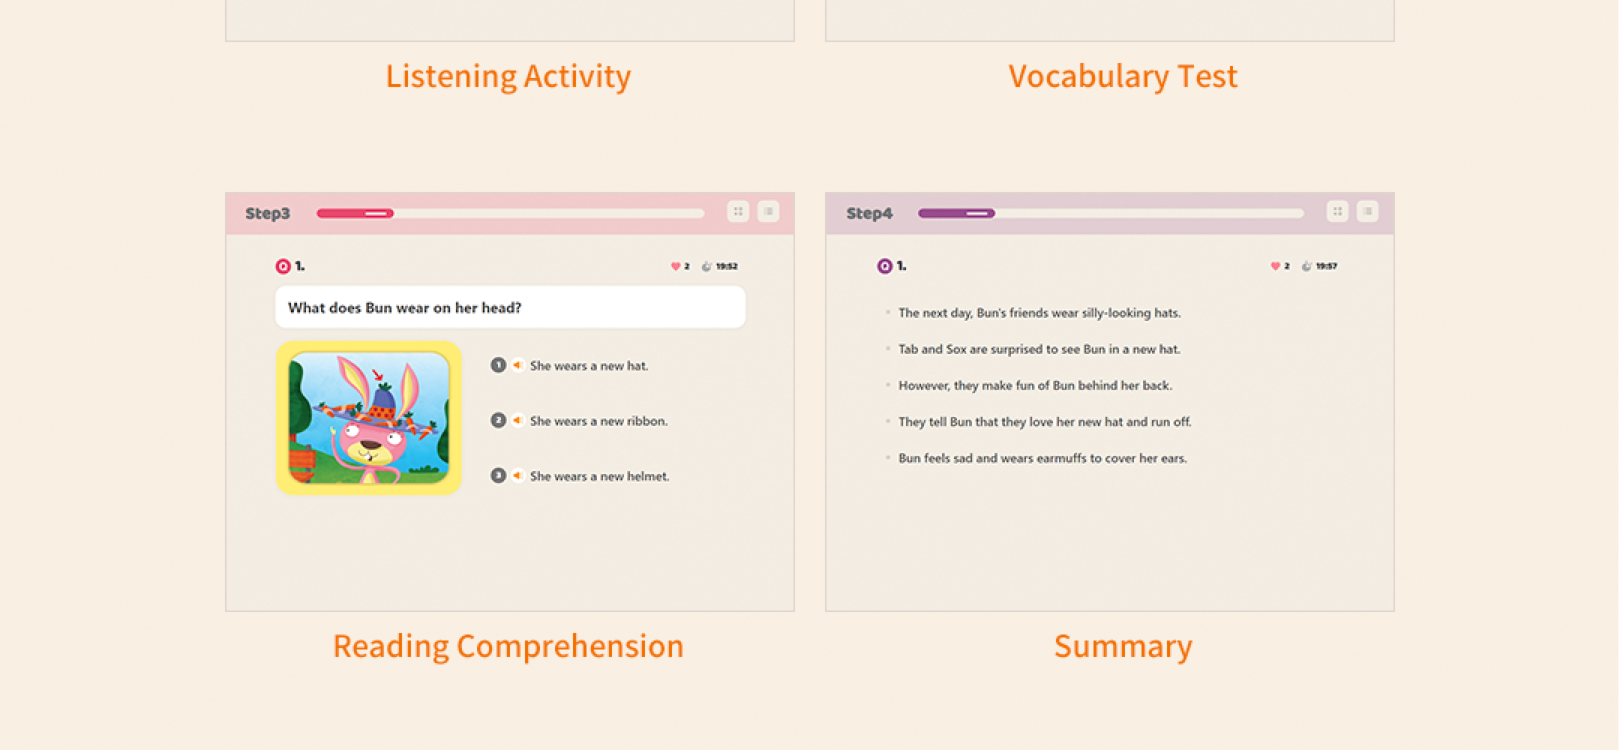 Listening Activity
Vocabulary Test
Step3
Q 1.
2 19:52
What does Bun wear on her head?
1 She wears a new hat.
2 She wears a new ribbon.
3 She wears a new helmet.
Reading Comprehension
Step4
Q 1.
2 19:57
The next day, Bun's friends wear silly-looking hats.
Tab and Sox are surprised to see Bun in a new hat.
However, they make fun of Bun behind her back.
They tell Bun that they love her new hat and run off.
Bun feels sad and wears earmuffs to cover her ears.
Summary